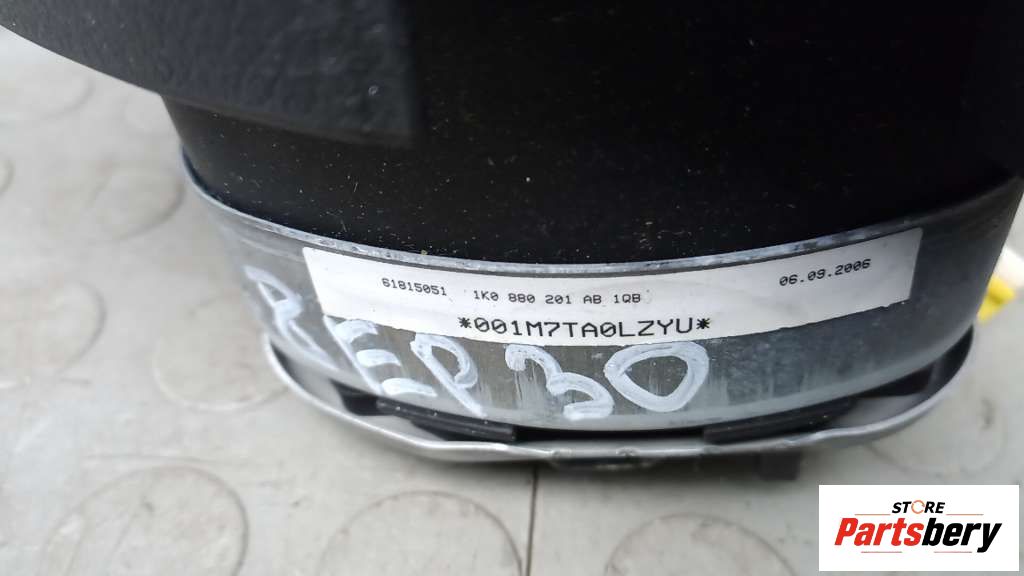 61815051 1K0 880 201 AB 1QB 06.09.2006
*001M7TA0LZYU*
REP30
STORE
Partsbery